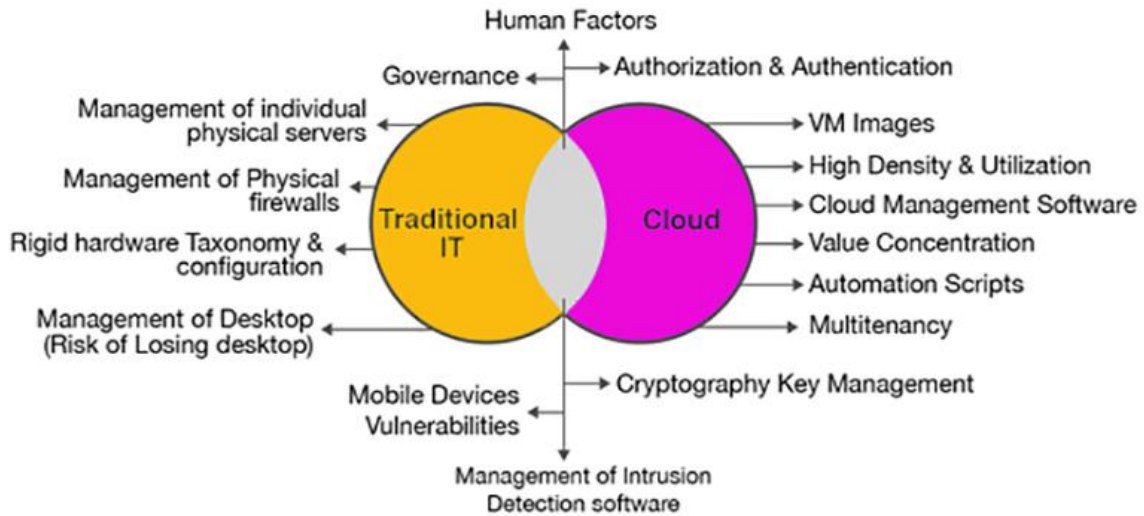 Human Factors
Governance
Authorization & Authentication
Management of individual
physical servers
VM Images
Management of Physical
firewalls
High Density & Utilization
Traditional
IT
Cloud
Cloud Management Software
Rigid hardware Taxonomy &
configuration
Value Concentration
Automation Scripts
Management of Desktop
(Risk of Losing desktop)
Multitenancy
Mobile Devices
Vulnerabilities
Cryptography Key Management
Management of Intrusion
Detection software